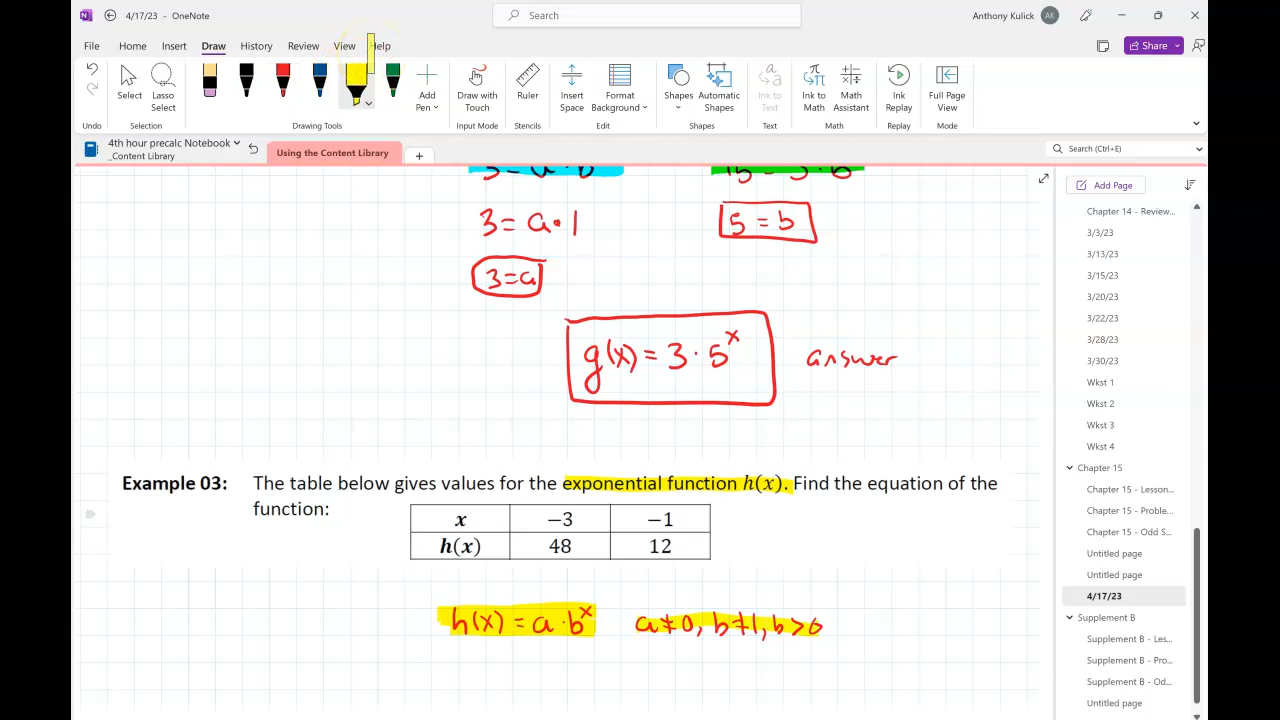 4/17/23 - OneNote
Search
Anthony Kulick
AK
File Home Insert Draw History Review View Help
Share
Undo
Select
Lasso Select
Add Pen
Draw with Touch
Ruler
Insert Space
Format Background
Shapes
Automatic Shapes
Ink to Text
Ink to Math
Math Assistant
Ink Replay
Full Page View
Undo Selection Drawing Tools Input Mode Stencils Edit Shapes Text Math Replay Mode
4th hour precalc Notebook
_Content Library
Using the Content Library
Search (Ctrl+E)
Add Page
Chapter 14 - Review...
3/3/23
3/13/23
3/15/23
3/20/23
3/22/23
3/28/23
3/30/23
Wkst 1
Wkst 2
Wkst 3
Wkst 4
Chapter 15
Chapter 15 - Lesson...
Chapter 15 - Proble...
Chapter 15 - Odd S...
Untitled page
Untitled page
4/17/23
Supplement B
Supplement B - Les...
Supplement B - Pro...
Supplement B - Od...
Untitled page
3 = a · 1
5 = b
3 = a
g(x) = 3 · 5^x answer
Example 03: The table below gives values for the exponential function h(x). Find the equation of the
function:
x −3 −1
h(x) 48 12
h(x) = a · b^x a ≠ 0, b ≠ 1, b > 0